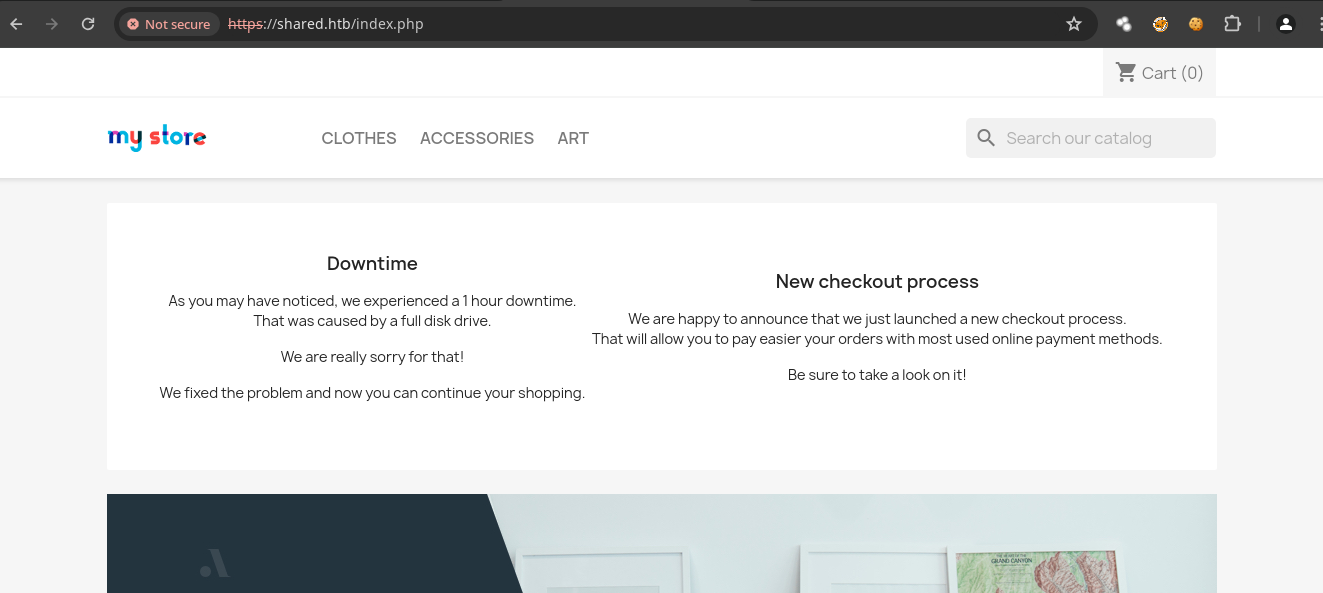 Not secure https://shared.htb/index.php
Cart (0)
my store
CLOTHES ACCESSORIES ART
Search our catalog
Downtime
As you may have noticed, we experienced a 1 hour downtime.
That was caused by a full disk drive.
We are really sorry for that!
We fixed the problem and now you can continue your shopping.
New checkout process
We are happy to announce that we just launched a new checkout process.
That will allow you to pay easier your orders with most used online payment methods.
Be sure to take a look on it!
GRAND CANYON